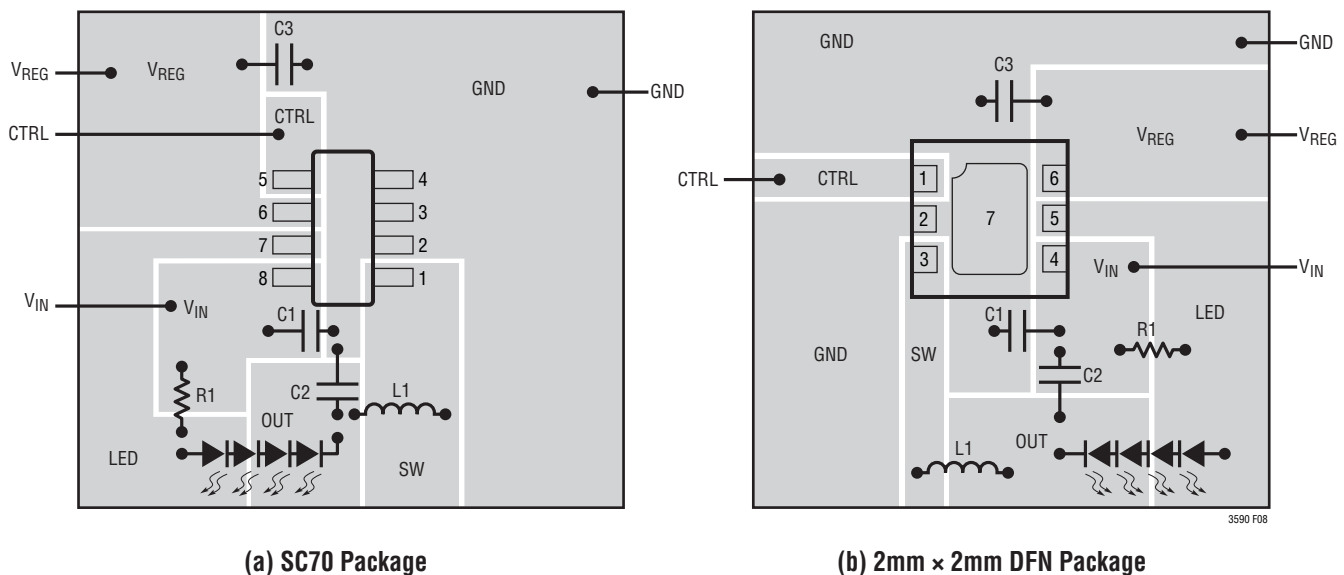 C3
VREG
VREG
GND
GND
CTRL
CTRL
5
4
6
3
7
2
8
1
VIN
VIN
C1
R1
C2
L1
OUT
LED
SW
(a) SC70 Package
GND
GND
C3
VREG
VREG
CTRL
CTRL
1
6
2
7
5
3
4
VIN
VIN
LED
C1
R1
GND
SW
C2
OUT
L1
3590 F08
(b) 2mm × 2mm DFN Package